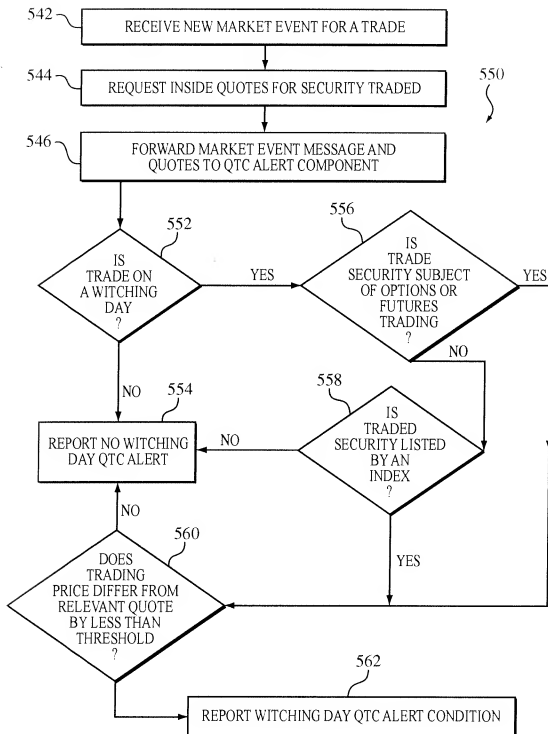 542
RECEIVE NEW MARKET EVENT FOR A TRADE
544
REQUEST INSIDE QUOTES FOR SECURITY TRADED
550
546
FORWARD MARKET EVENT MESSAGE AND
QUOTES TO QTC ALERT COMPONENT
552
IS
TRADE ON
A WITCHING
DAY
?
YES
556
IS
TRADE
SECURITY SUBJECT
OF OPTIONS OR
FUTURES
TRADING
?
YES
NO
NO
554
REPORT NO WITCHING
DAY QTC ALERT
NO
558
IS
TRADED
SECURITY LISTED
BY AN
INDEX
?
YES
NO
560
DOES
TRADING
PRICE DIFFER FROM
RELEVANT QUOTE
BY LESS THAN
THRESHOLD
?
562
REPORT WITCHING DAY QTC ALERT CONDITION